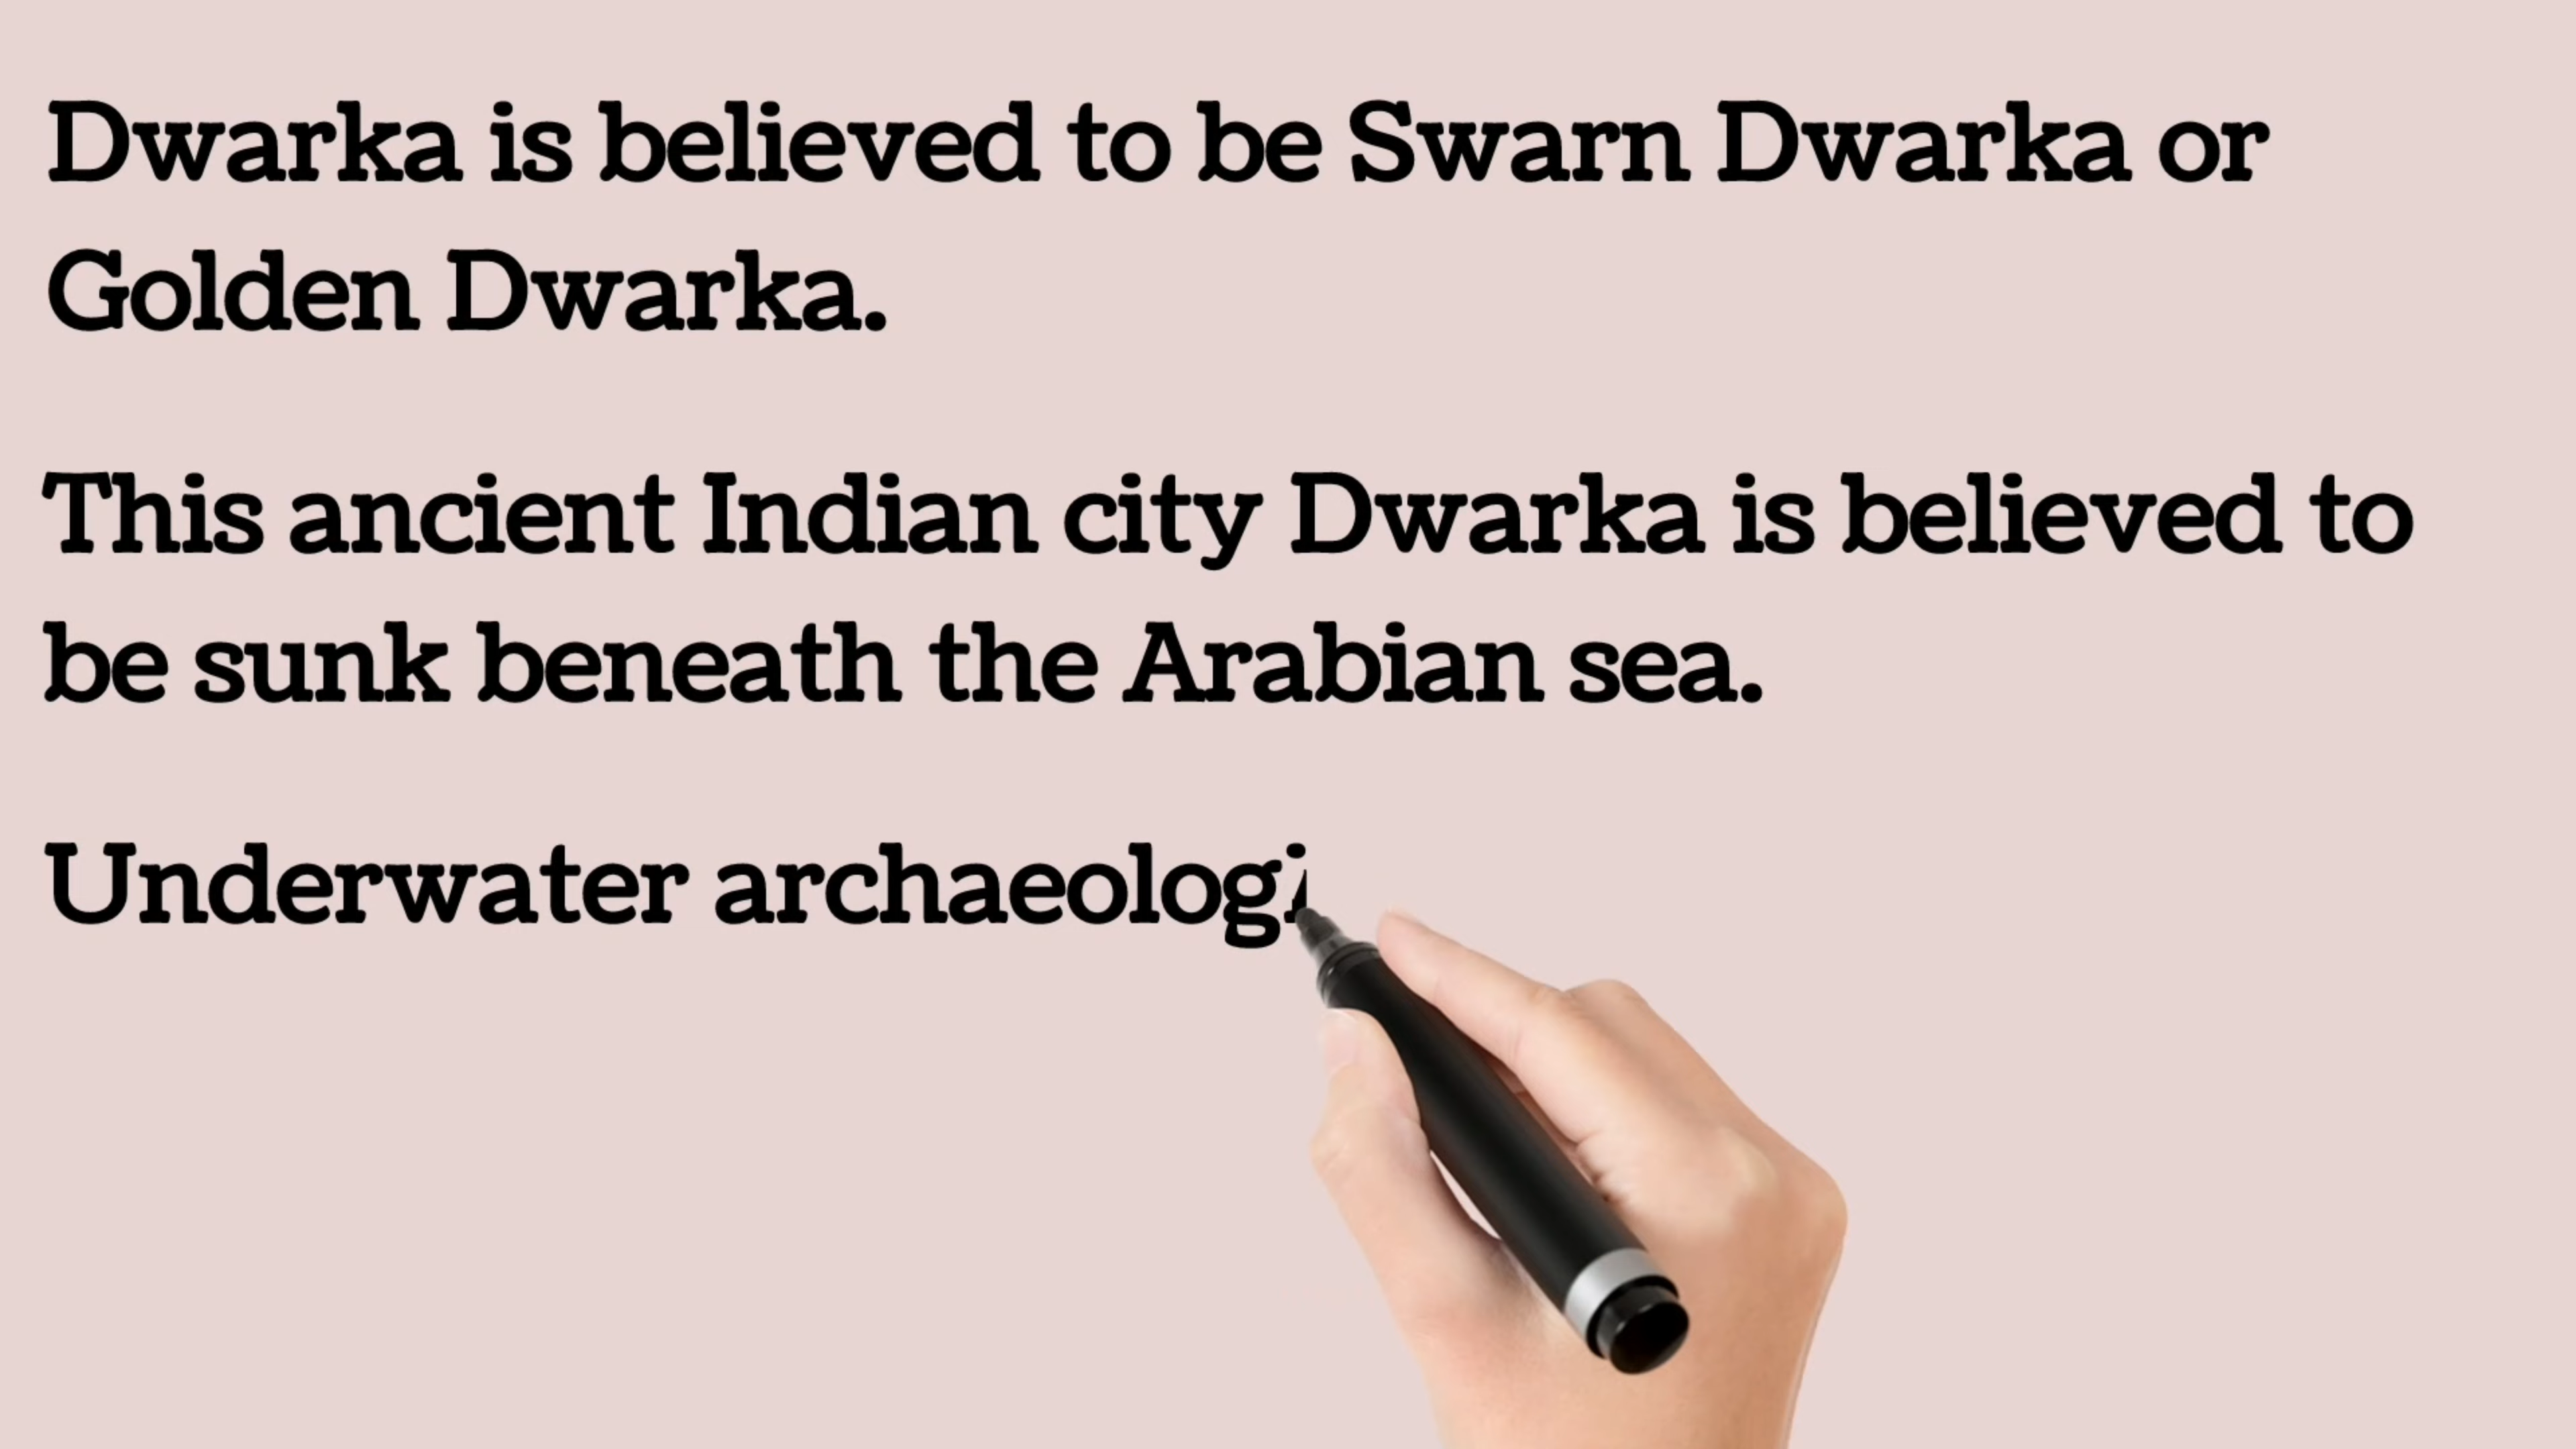 Dwarka is believed to be Swarn Dwarka or
Golden Dwarka.
This ancient Indian city Dwarka is believed to
be sunk beneath the Arabian sea.
Underwater archaeologi